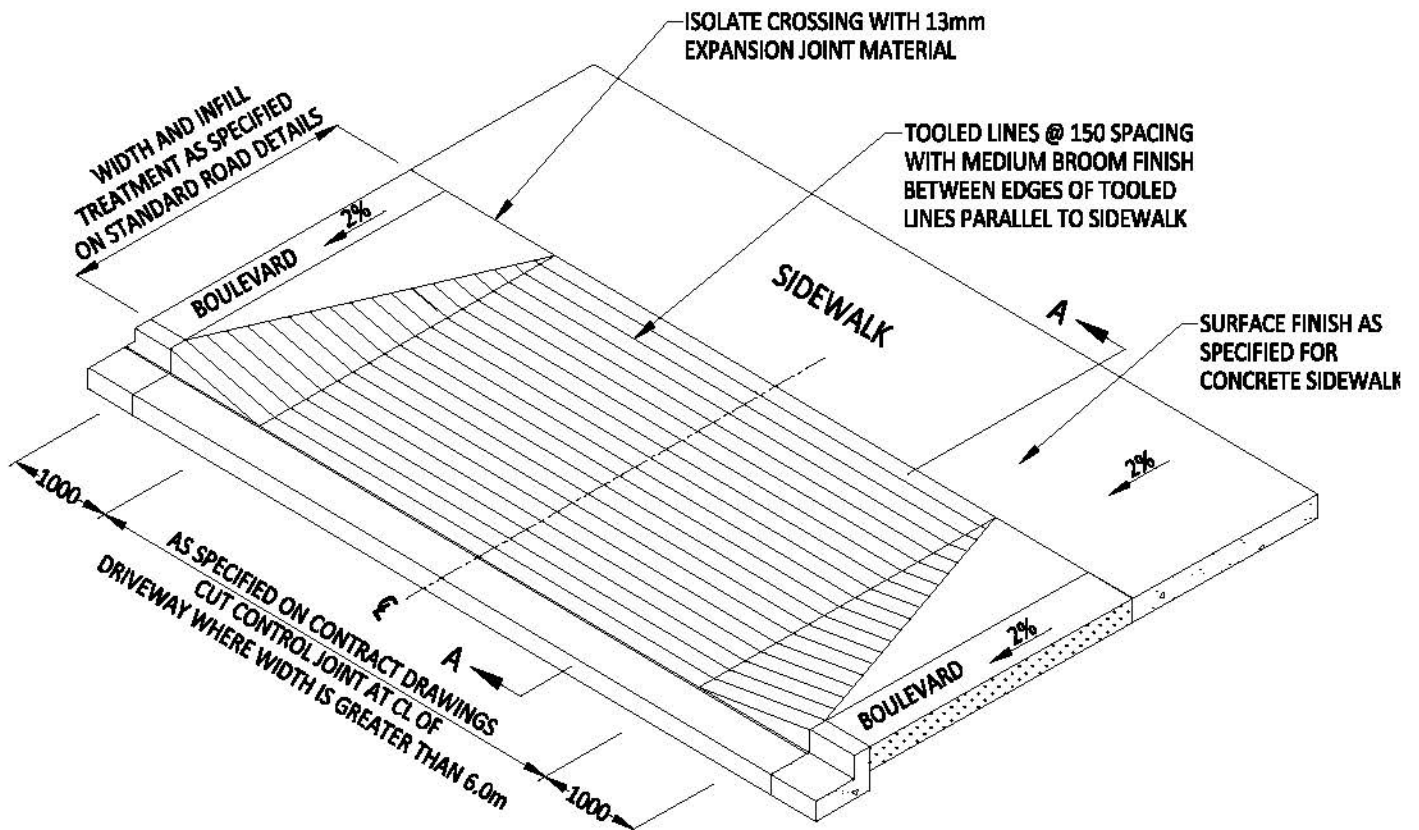 ISOLATE CROSSING WITH 13mm
EXPANSION JOINT MATERIAL
WIDTH AND INFILL
TREATMENT AS SPECIFIED
ON STANDARD ROAD DETAILS
TOOLED LINES @ 150 SPACING
WITH MEDIUM BROOM FINISH
BETWEEN EDGES OF TOOLED
LINES PARALLEL TO SIDEWALK
2%
BOULEVARD
SIDEWALK
A
SURFACE FINISH AS
SPECIFIED FOR
CONCRETE SIDEWALK
2%
1000
AS SPECIFIED ON CONTRACT DRAWINGS
CUT CONTROL JOINT AT CL OF
DRIVEWAY WHERE WIDTH IS GREATER THAN 6.0m
℄
A
2%
BOULEVARD
1000